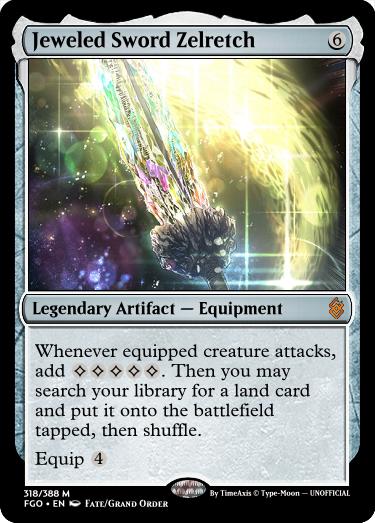 Jeweled Sword Zelretch 6
Legendary Artifact — Equipment
Whenever equipped creature attacks,
add ◇◇◇◇◇. Then you may
search your library for a land card
and put it onto the battlefield
tapped, then shuffle.
Equip 4
318/388 M
FGO • EN Fate/Grand Order
By TimeAxis © Type-Moon — UNOFFICIAL